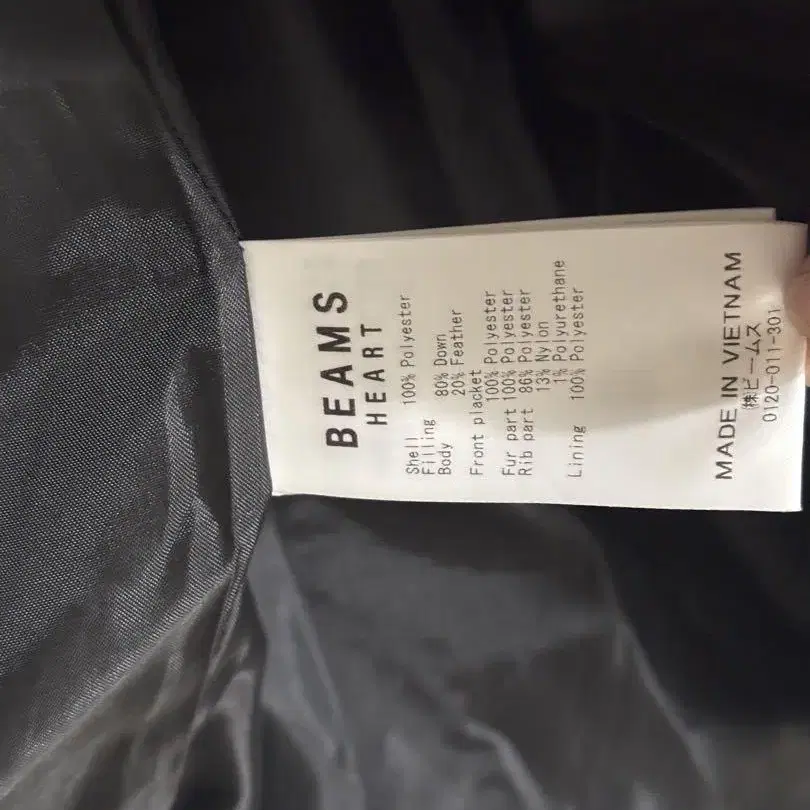 BEAMS
HEART
Shell 100% Polyester
Filling
Body 80% Down
20% Feather
Front placket
100% Polyester
Fur part 100% Polyester
Rib part 86% Polyester
13% Nylon
1% Polyurethane
Lining 100% Polyester
MADE IN VIETNAM
㈱ビームス
0120-011-301